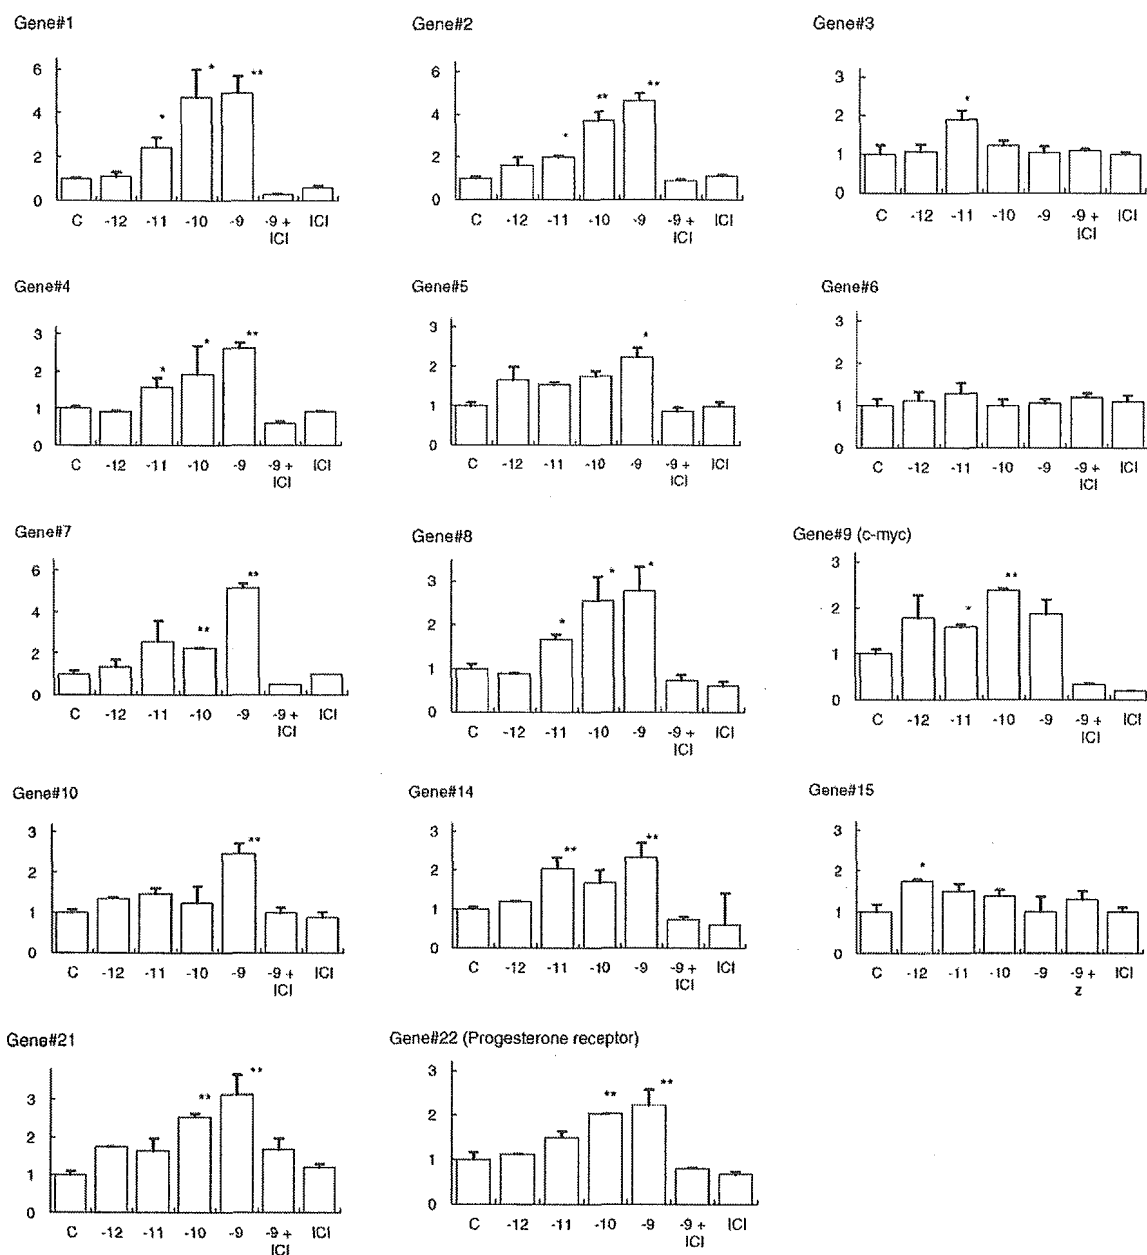 Gene#1
6
4
2
0
* * **
C -12 -11 -10 -9 -9 + ICI
ICI
Gene#2
6
4
2
0
* ** **
C -12 -11 -10 -9 -9 + ICI
ICI
Gene#3
3
2
1
0
*
C -12 -11 -10 -9 -9 + ICI
ICI
Gene#4
3
2
1
0
* * **
C -12 -11 -10 -9 -9 + ICI
ICI
Gene#5
3
2
1
0
*
C -12 -11 -10 -9 -9 + ICI
ICI
Gene#6
3
2
1
0
C -12 -11 -10 -9 -9 + ICI
ICI
Gene#7
6
4
2
0
** **
C -12 -11 -10 -9 -9 + ICI
ICI
Gene#8
3
2
1
0
* * *
C -12 -11 -10 -9 -9 + ICI
ICI
Gene#9 (c-myc)
3
2
1
0
* **
C -12 -11 -10 -9 -9 + ICI
ICI
Gene#10
3
2
1
0
**
C -12 -11 -10 -9 -9 + ICI
ICI
Gene#14
3
2
1
0
** **
C -12 -11 -10 -9 -9 + ICI
ICI
Gene#15
3
2
1
0
*
C -12 -11 -10 -9 -9 + ICI
z
Gene#21
3
2
1
0
** **
C -12 -11 -10 -9 -9 + ICI
ICI
Gene#22 (Progesterone receptor)
3
2
1
0
** **
C -12 -11 -10 -9 -9 + ICI
ICI